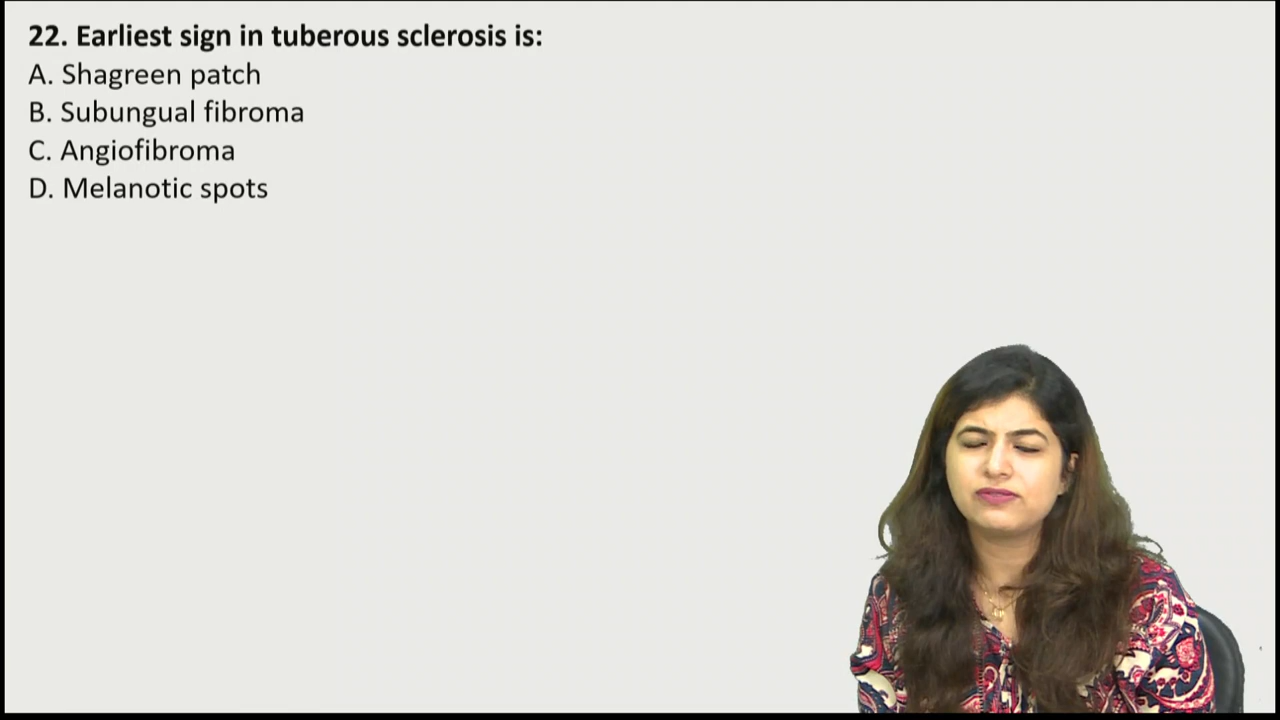 22. Earliest sign in tuberous sclerosis is:
A. Shagreen patch
B. Subungual fibroma
C. Angiofibroma
D. Melanotic spots